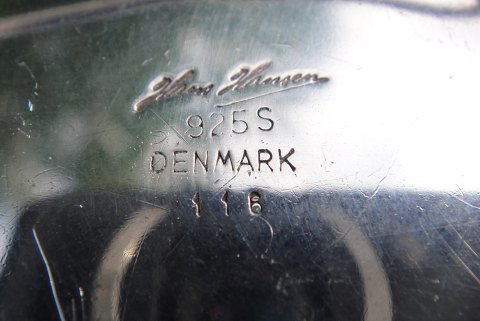 Hans Hansen
925S
DENMARK
116